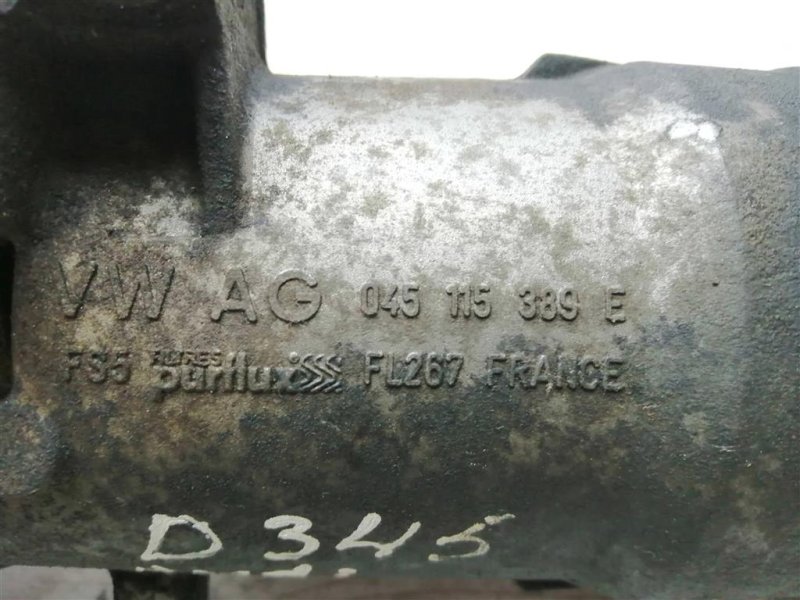 VW AG 045 115 389 E
FS5 FILTRES purflux FL267 FRANCE
D345